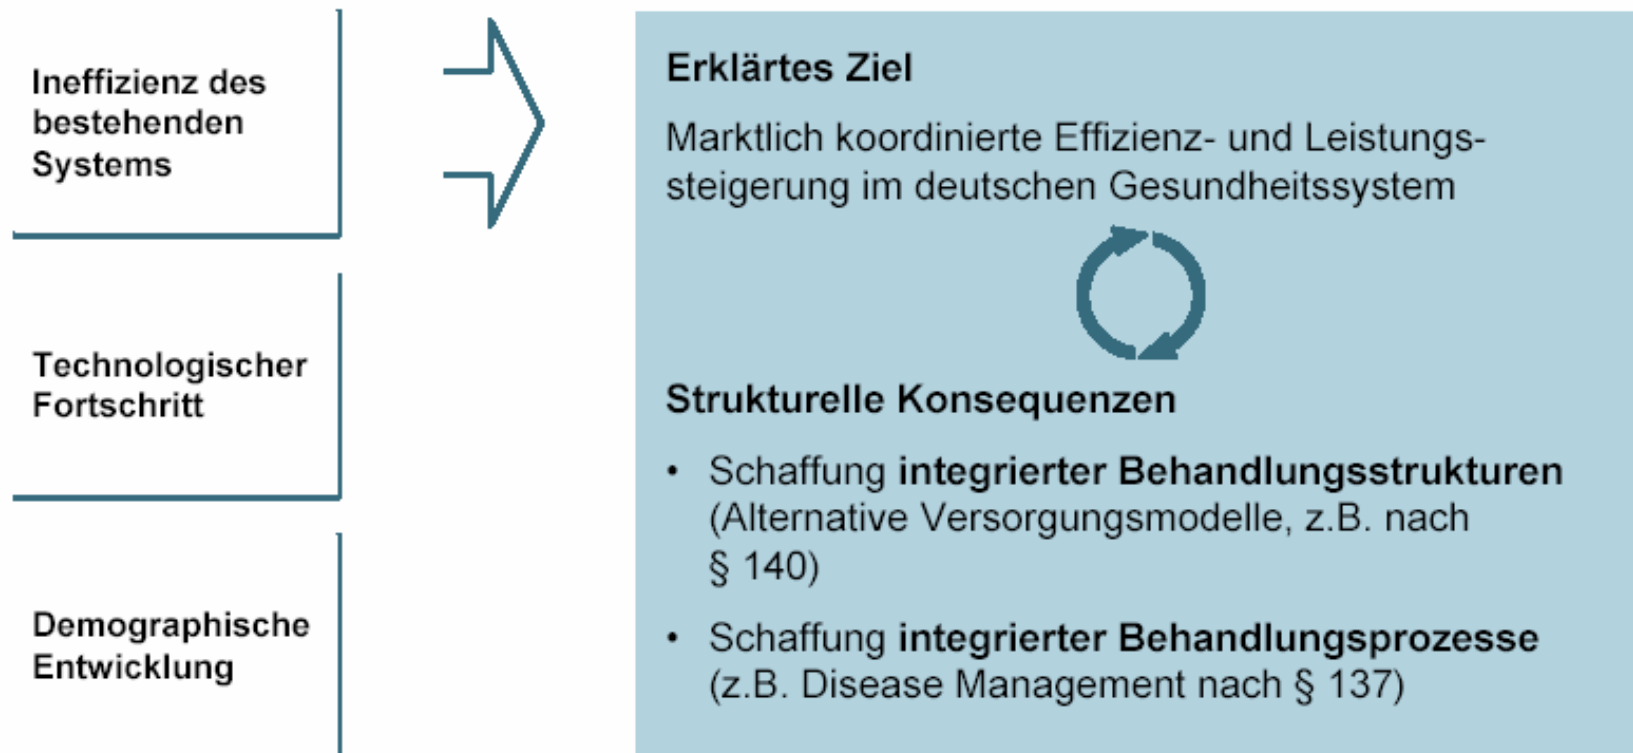 Ineffizienz des
bestehenden
Systems
Technologischer
Fortschritt
Demographische
Entwicklung
Erklärtes Ziel
Marktlich koordinierte Effizienz- und Leistungs-
steigerung im deutschen Gesundheitssystem
Strukturelle Konsequenzen
• Schaffung integrierter Behandlungsstrukturen
(Alternative Versorgungsmodelle, z.B. nach
§ 140)
• Schaffung integrierter Behandlungsprozesse
(z.B. Disease Management nach § 137)